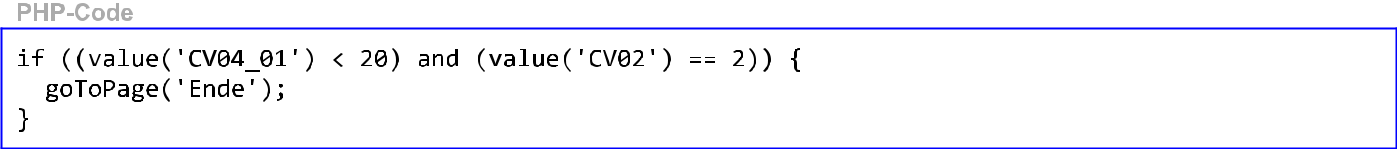 PHP-Code
if ((value('CV04_01') < 20) and (value('CV02') == 2)) {
  goToPage('Ende');
}